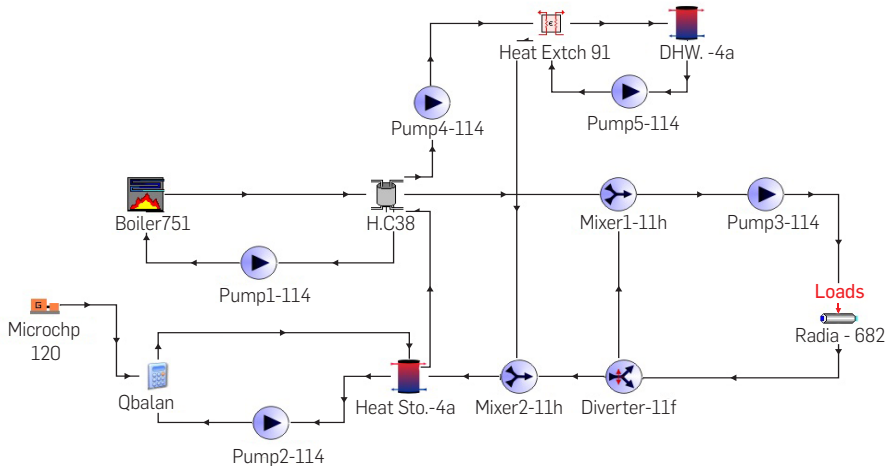 Heat Extch 91
DHW. -4a
Pump5-114
Pump4-114
Boiler751
H.C38
Mixer1-11h
Pump3-114
Pump1-114
Loads
G
Microchp
120
Radia - 682
Qbalan
Heat Sto.-4a
Mixer2-11h
Diverter-11f
Pump2-114